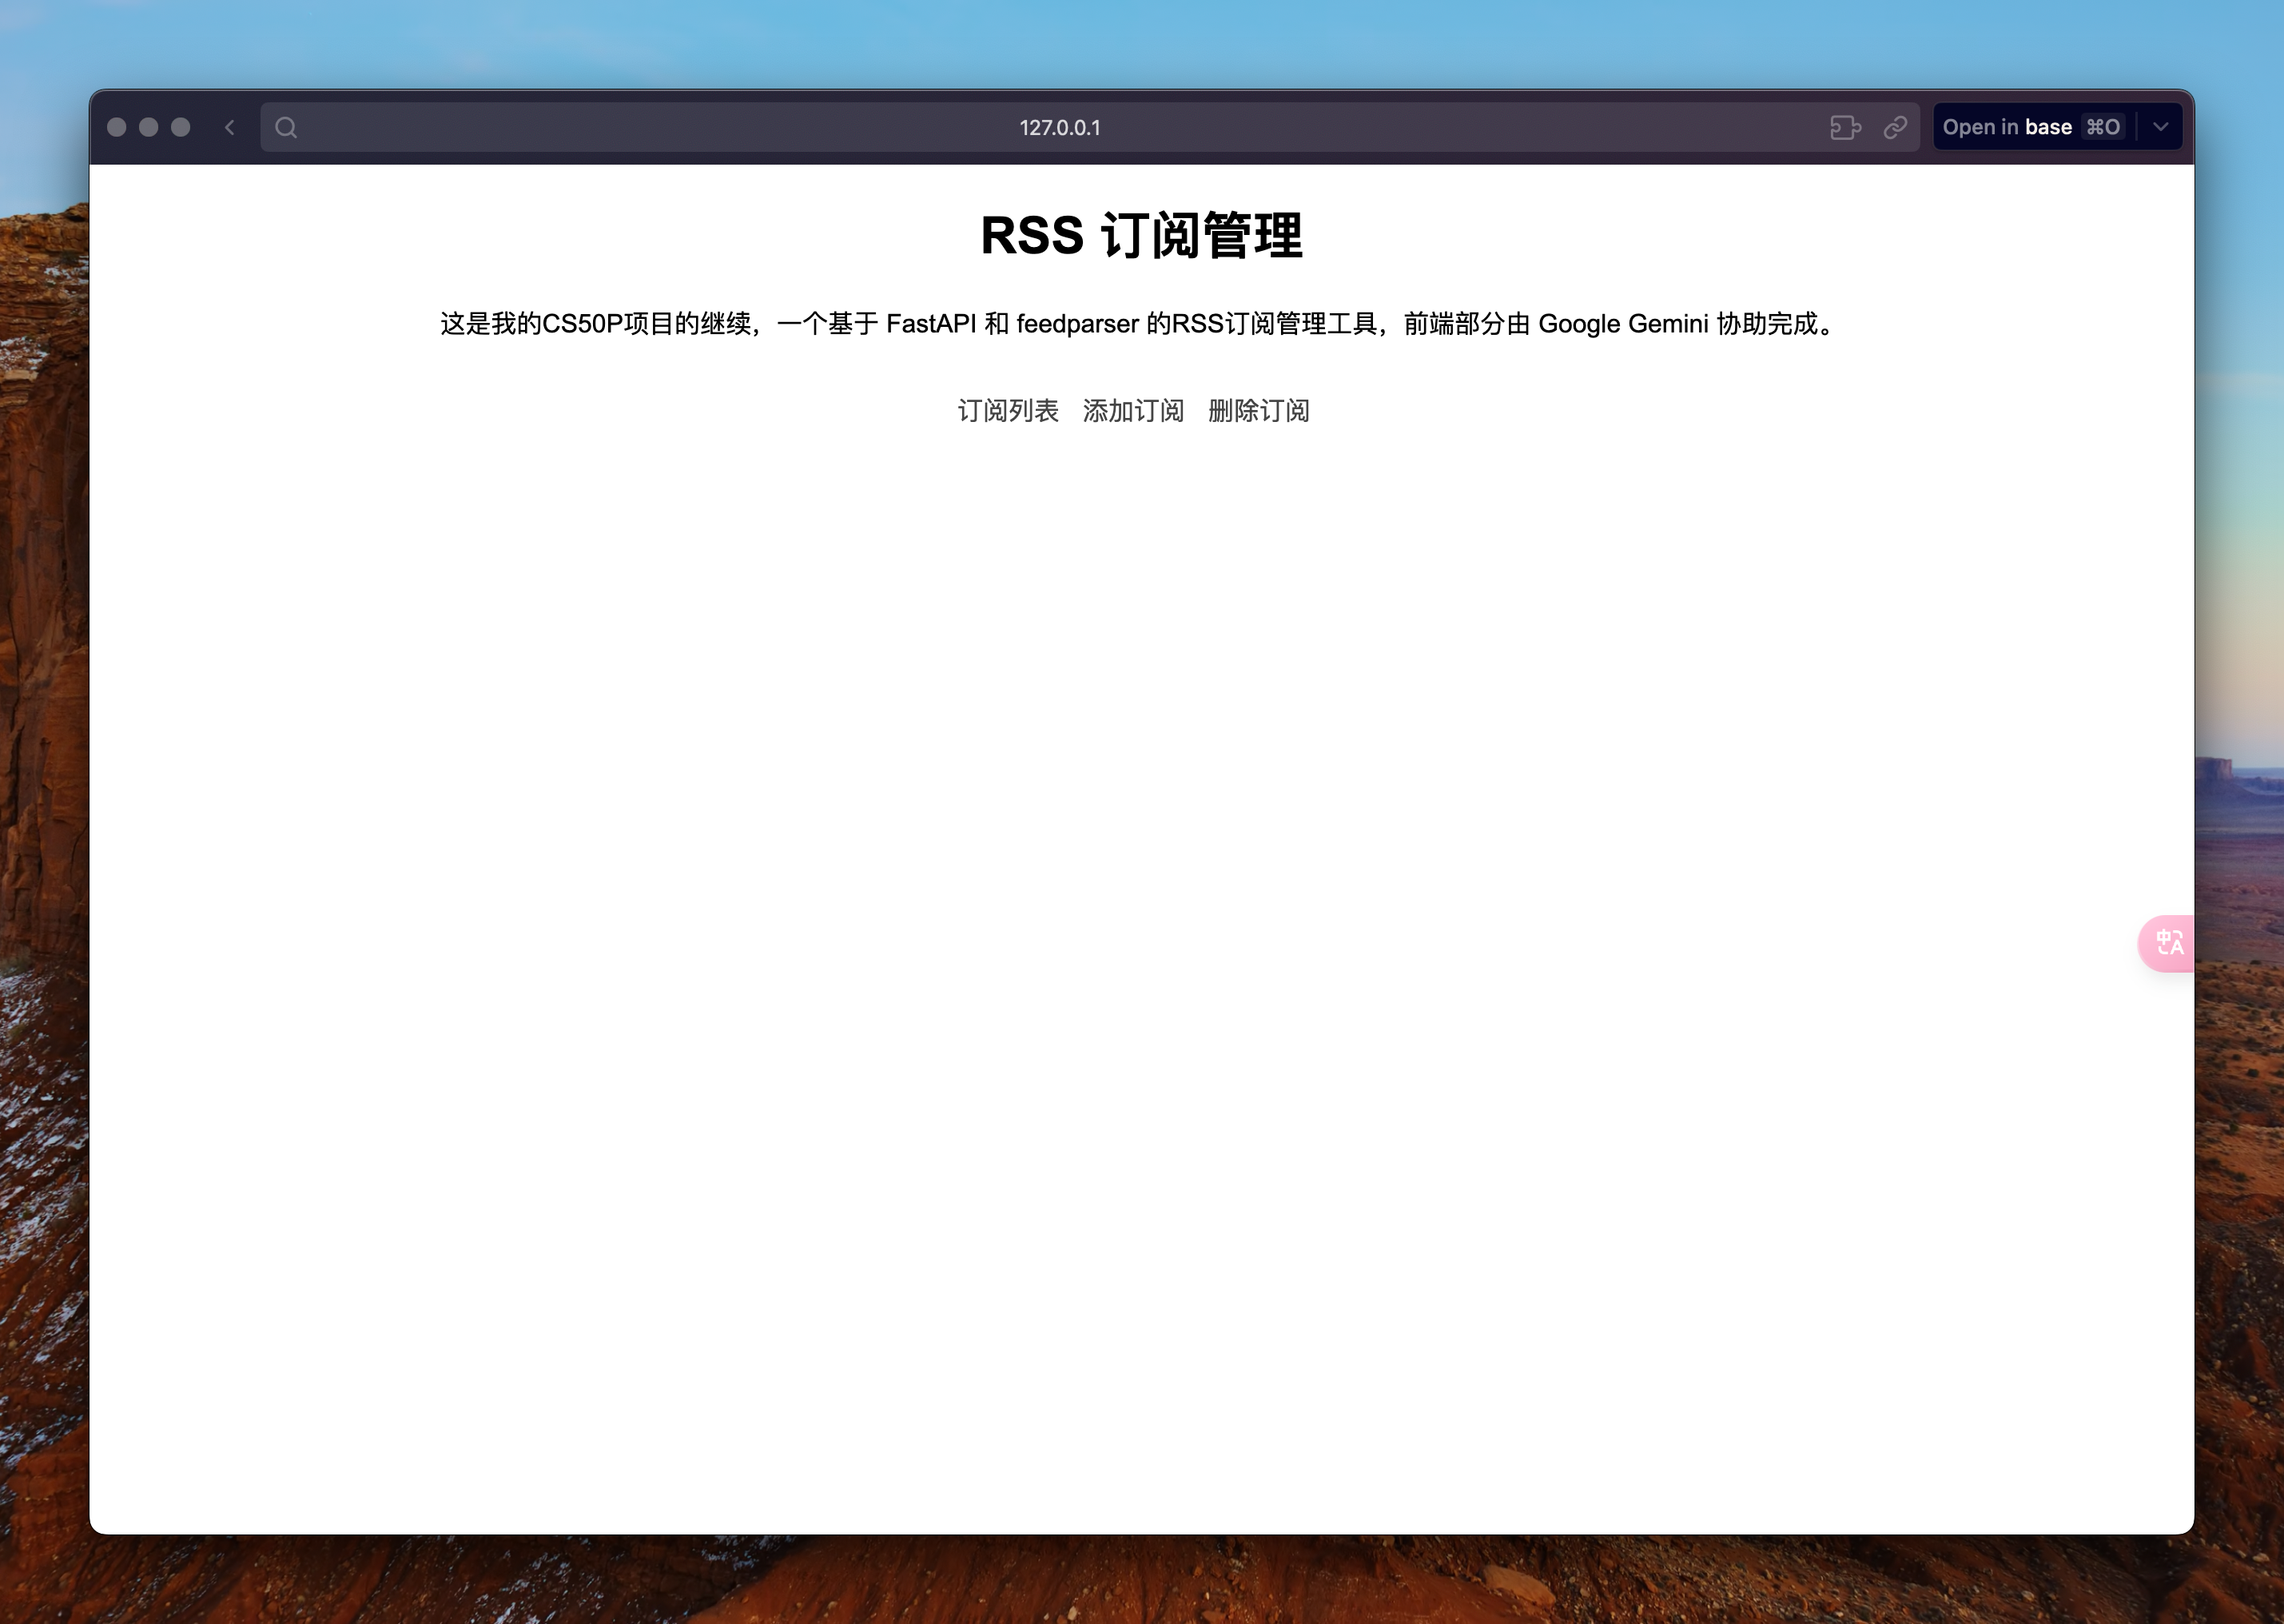 127.0.0.1
Open in base ⌘O
RSS 订阅管理
这是我的CS50P项目的继续，一个基于 FastAPI 和 feedparser 的RSS订阅管理工具，前端部分由 Google Gemini 协助完成。
订阅列表 添加订阅 删除订阅
中A